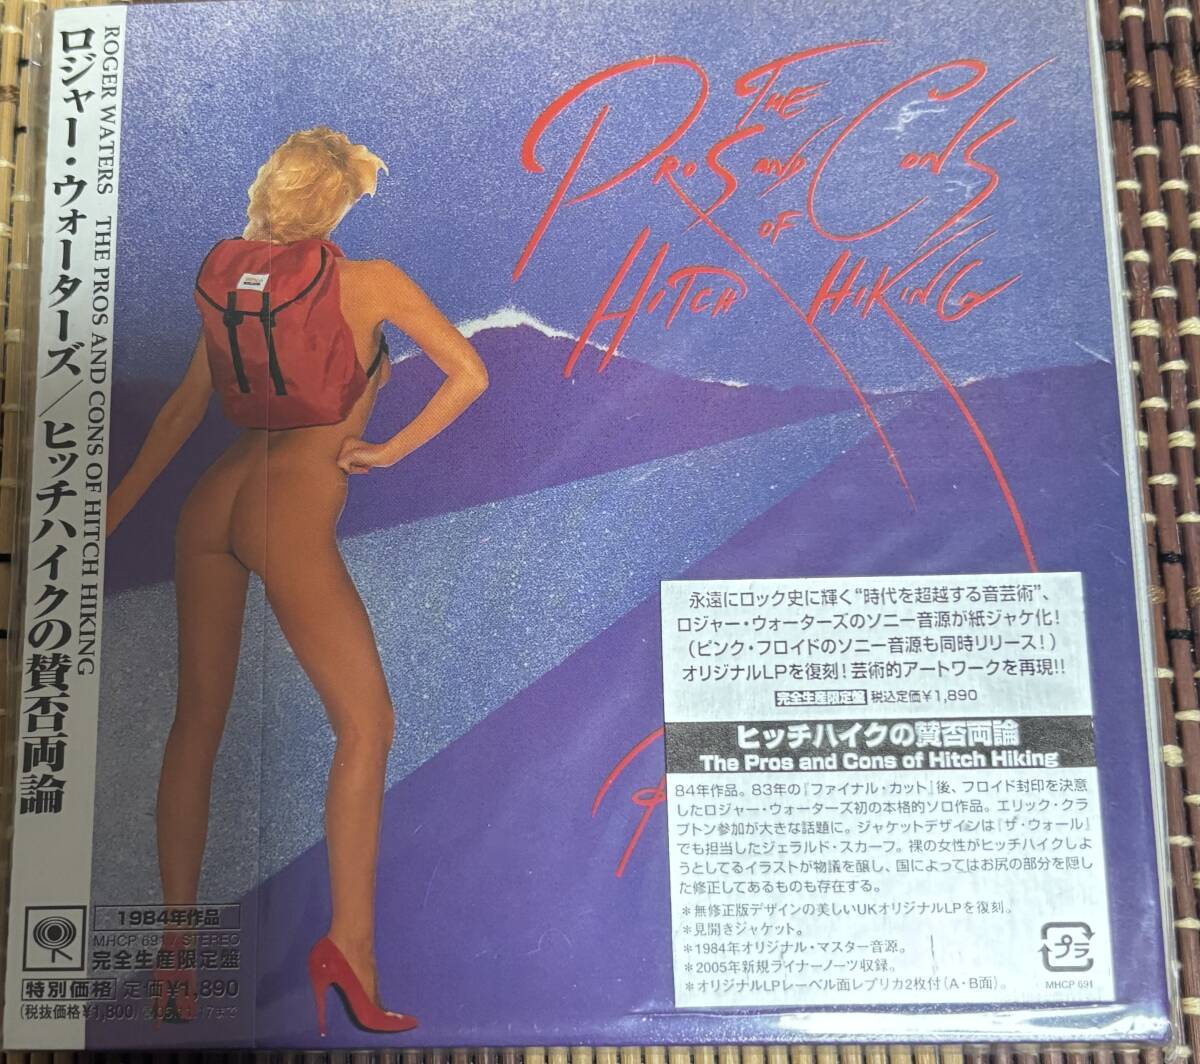 ROGER WATERS THE PROS AND CONS OF HITCH HIKING
ロジャー・ウォーターズ/ヒッチハイクの賛否両論
1984年作品
MHCP 691 / STEREO
完全生産限定盤
特別価格 定価¥1,890
(税抜価格¥1,800)
THE
PROS AND CONS
OF
HITCH HIKING
永遠にロック史に輝く“時代を超越する音芸術”、
ロジャー・ウォーターズのソニー音源が紙ジャケ化!
(ピンク・フロイドのソニー音源も同時リリース!)
オリジナルLPを復刻!芸術的アートワークを再現!!
完全生産限定盤 税込定価¥1,890
ヒッチハイクの賛否両論
The Pros and Cons of Hitch Hiking
84年作品。83年の『ファイナル・カット』後、フロイド封印を決意
したロジャー・ウォーターズ初の本格的ソロ作品。エリック・クラ
プトン参加が大きな話題に。ジャケットデザインは『ザ・ウォール』
でも担当したジェラルド・スカーフ。裸の女性がヒッチハイクしよ
うとしてるイラストが物議を醸し、国によってはお尻の部分を隠し
た修正してあるものも存在する。
*無修正版デザインの美しいUKオリジナルLPを復刻。
*見開きジャケット。
*1984年オリジナル・マスター音源。
*2005年新規ライナーノーツ収録。
*オリジナルLPレーベル面レプリカ2枚付(A・B面)。
プラ
MHCP 691